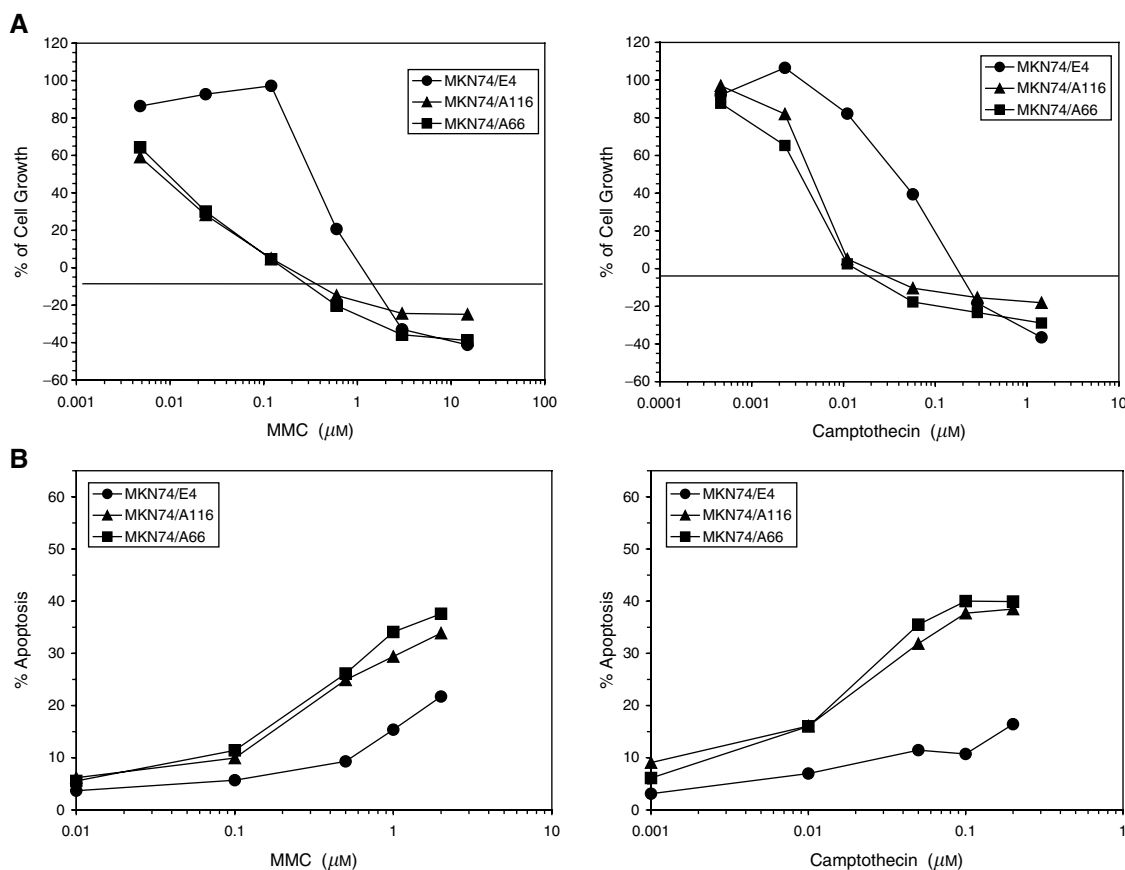 A
120
100
80
60
40
20
0
−20
−40
−60
% of Cell Growth
MKN74/E4
MKN74/A116
MKN74/A66
0.001 0.01 0.1 1 10 100
MMC (μM)
120
100
80
60
40
20
0
−20
−40
−60
% of Cell Growth
MKN74/E4
MKN74/A116
MKN74/A66
0.0001 0.001 0.01 0.1 1 10
Camptothecin (μM)
B
60
50
40
30
20
10
0
% Apoptosis
MKN74/E4
MKN74/A116
MKN74/A66
0.01 0.1 1 10
MMC (μM)
60
50
40
30
20
10
0
% Apoptosis
MKN74/E4
MKN74/A116
MKN74/A66
0.001 0.01 0.1 1
Camptothecin (μM)